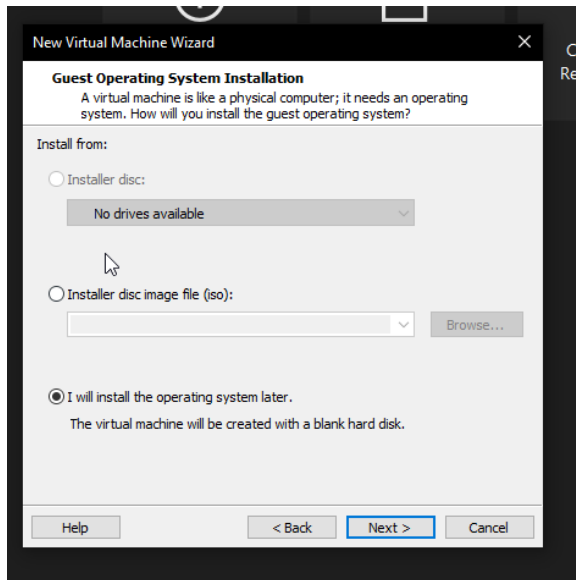 New Virtual Machine Wizard
C
Re
Guest Operating System Installation
A virtual machine is like a physical computer; it needs an operating
system. How will you install the guest operating system?
Install from:
Installer disc:
No drives available
Installer disc image file (iso):
Browse...
I will install the operating system later.
The virtual machine will be created with a blank hard disk.
Help
< Back
Next >
Cancel